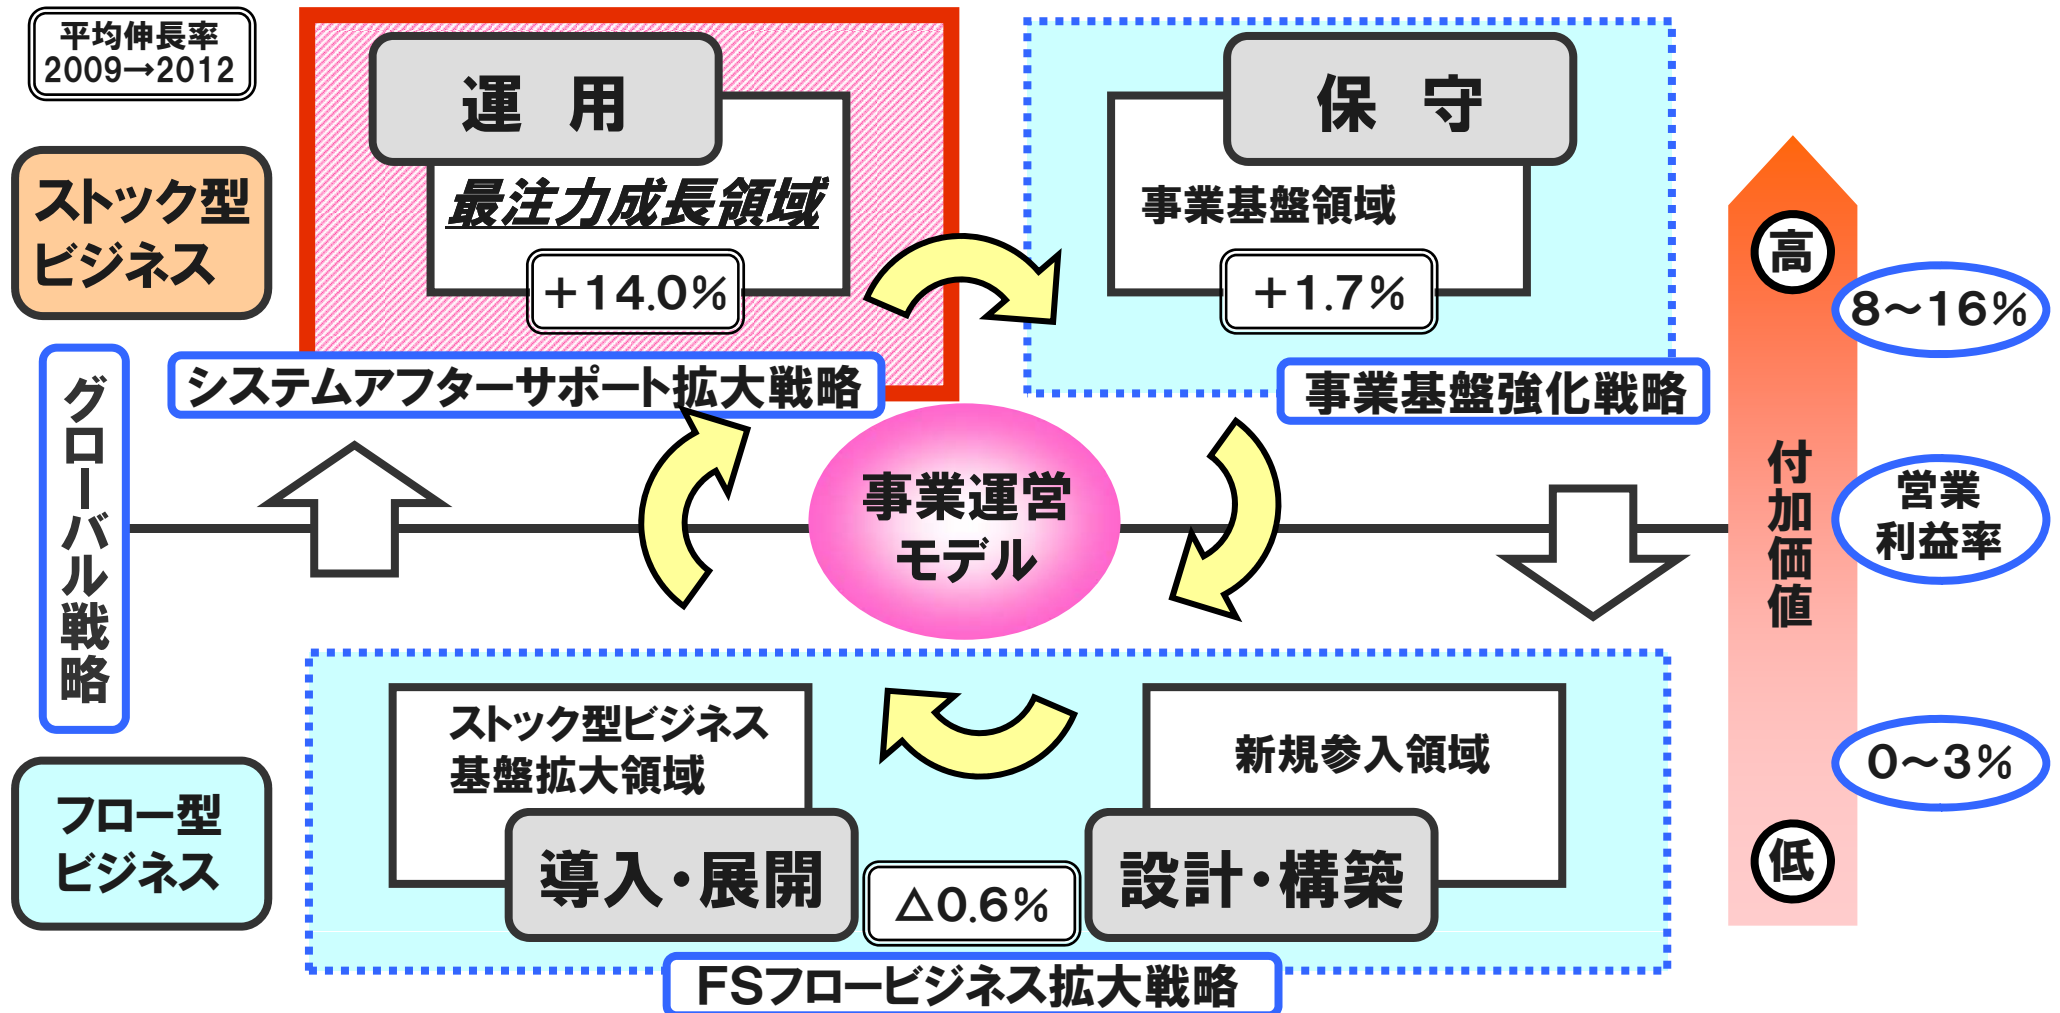 平均伸長率
2009→2012
運 用
最注力成長領域
+14.0%
保 守
事業基盤領域
+1.7%
ストック型
ビジネス
システムアフターサポート拡大戦略
事業基盤強化戦略
グローバル戦略
事業運営
モデル
高
8～16%
付加価値
営業
利益率
0～3%
低
ストック型ビジネス
基盤拡大領域
導入・展開
新規参入領域
設計・構築
△0.6%
フロー型
ビジネス
FSフロービジネス拡大戦略